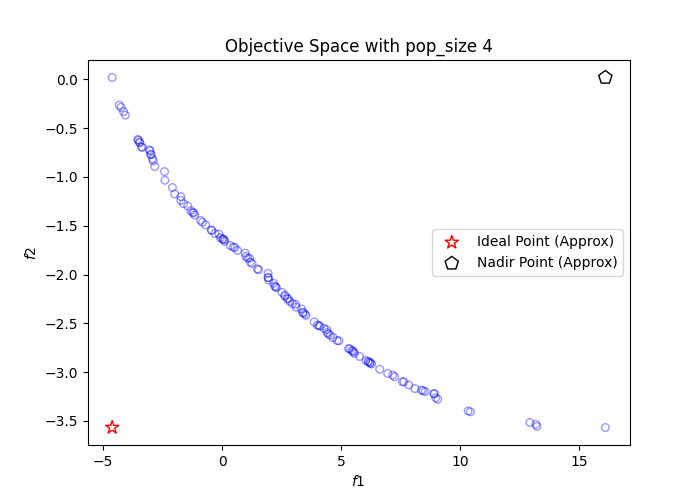 Objective Space with pop_size 4
0.0
−0.5
−1.0
−1.5
−2.0
−2.5
−3.0
−3.5
f2
Ideal Point (Approx)
Nadir Point (Approx)
−5
0
5
10
15
f1